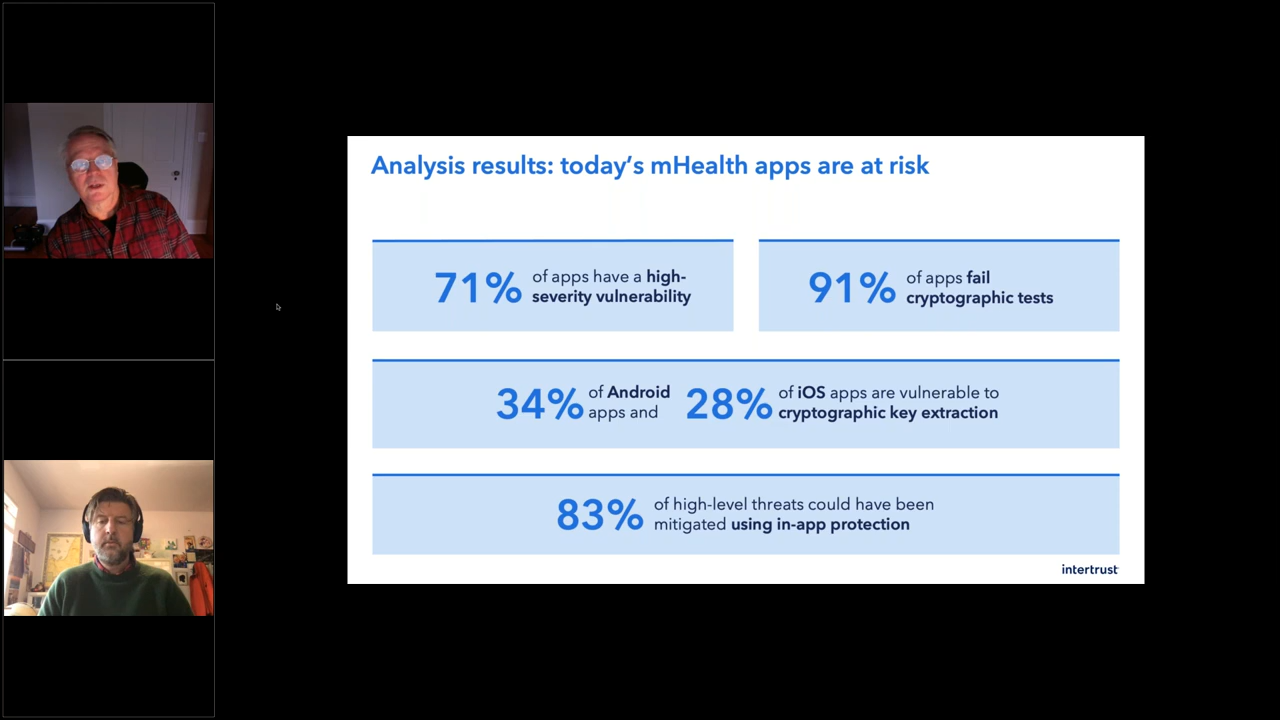 Analysis results: today's mHealth apps are at risk
71%
of apps have a high-
severity vulnerability
91%
of apps fail
cryptographic tests
34%
of Android
apps and
28%
of iOS apps are vulnerable to
cryptographic key extraction
83%
of high-level threats could have been
mitigated using in-app protection
intertrust